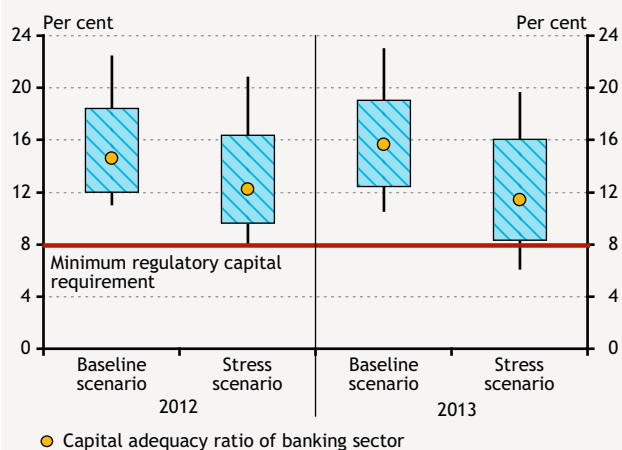 Per cent Per cent
24 24
20 20
16 16
12 12
8 8
Minimum regulatory capital
requirement
4 4
0 0
Baseline Stress Baseline Stress
scenario scenario scenario scenario
2012 2013
Capital adequacy ratio of banking sector